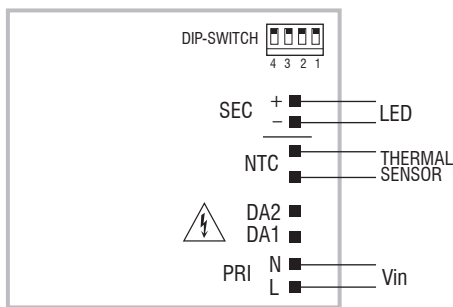 DIP-SWITCH
4 3 2 1
SEC + LED
−
NTC THERMAL
SENSOR
DA2
DA1
PRI N Vin
L